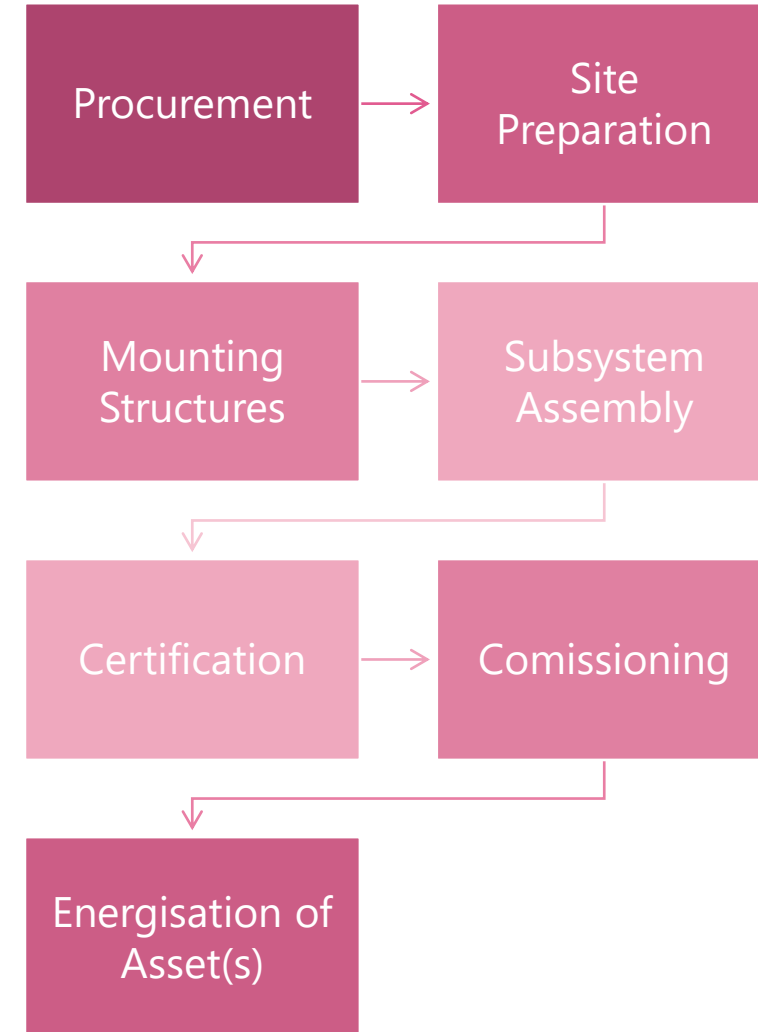 Procurement
Site
Preparation
Mounting
Structures
Subsystem
Assembly
Certification
Comissioning
Energisation of
Asset(s)